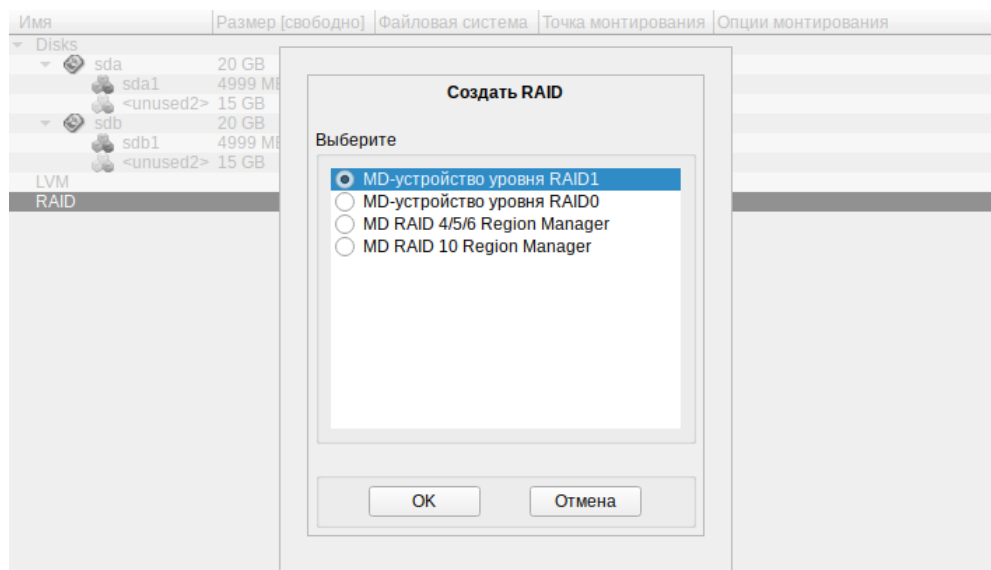 Имя Размер [свободно] Файловая система Точка монтирования Опции монтирования
Disks
sda 20 GB
sda1 4999 MB
<unused2> 15 GB
sdb 20 GB
sdb1 4999 MB
<unused2> 15 GB
LVM
RAID
Создать RAID
Выберите
MD-устройство уровня RAID1
MD-устройство уровня RAID0
MD RAID 4/5/6 Region Manager
MD RAID 10 Region Manager
OK Отмена